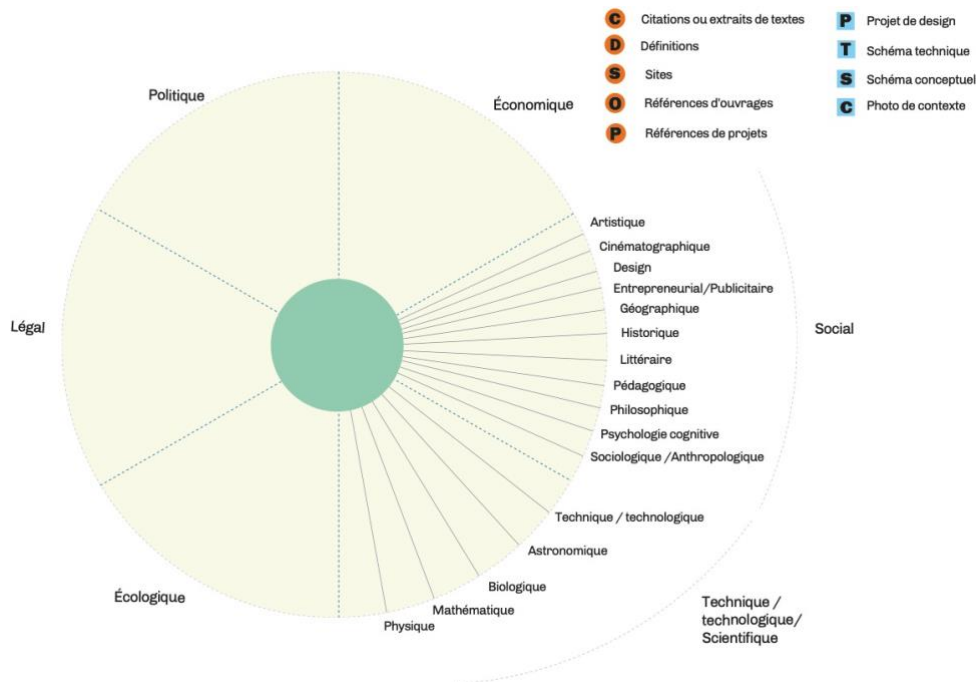 C Citations ou extraits de textes
D Définitions
S Sites
O Références d'ouvrages
P Références de projets
P Projet de design
T Schéma technique
S Schéma conceptuel
C Photo de contexte
Politique
Économique
Légal
Écologique
Artistique
Cinématographique
Design
Entrepreneurial/Publicitaire
Géographique
Historique
Littéraire
Pédagogique
Philosophique
Psychologie cognitive
Sociologique /Anthropologique
Social
Technique / technologique
Astronomique
Biologique
Mathématique
Physique
Technique /
technologique/
Scientifique